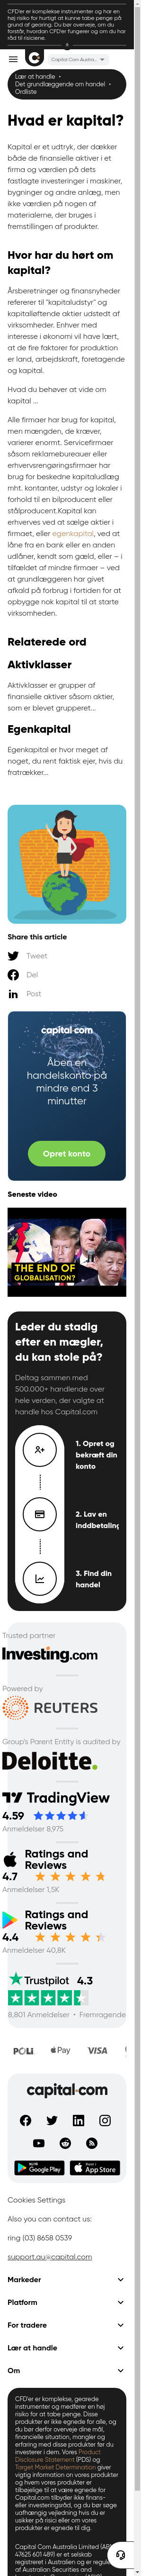 CFD'er er komplekse instrumenter og har en
høj risiko for hurtigt at kunne tabe penge på
grund af gearing. Du bør overveje, om du
forstår, hvordan CFD'er fungerer og om du har
råd til risiciene.
Capital Com Austra...
Lær at handle •
Det grundlæggende om handel •
Ordliste
Hvad er kapital?
Kapital er et udtryk, der dækker
både de finansielle aktiver i et
firma og værdien på dets
fastlagte investeringer i maskiner,
bygninger og andre anlæg, men
ikke værdien på nogen af
materialerne, der bruges i
fremstillingen af produkter.
Hvor har du hørt om
kapital?
Årsberetninger og finansnyheder
refererer til "kapitaludstyr" og
kapitalløftende aktier udstedt af
virksomheder. Enhver med
interesse i økonomi vil have lært,
at de fire faktorer for produktion
er land, arbejdskraft, foretagende
og kapital.
Hvad du behøver at vide om
kapital ...
Alle firmaer har brug for kapital,
men mængden, de kræver,
varierer enormt. Servicefirmaer
såsom reklamebureauer eller
erhvervsrengøringsfirmaer har
brug for beskedne kapitaludlæg
mht. kontanter, udstyr og lokaler i
forhold til en bilproducent eller
stålproducent.Kapital kan
erhverves ved at sælge aktier i
firmaet, eller egenkapital, ved at
låne fra en bank eller en anden
udlåner, kendt som gæld, eller – i
tilfældet af mindre firmaer – ved
at grundlæggeren har givet
afkald på forbrug i fortiden for at
opbygge nok kapital til at starte
virksomheden.
Relaterede ord
Aktivklasser
Aktivklasser er grupper af
finansielle aktiver såsom aktier,
som er blevet grupperet...
Egenkapital
Egenkapital er hvor meget af
noget, du rent faktisk ejer, hvis du
fratrækker...
Share this article
Tweet
Del
Post
capital com
Åben en
handelskonto på
mindre end 3
minutter
Opret konto
Seneste video
THE END OF
GLOBALISATION?
Leder du stadig
efter en mægler,
du kan stole på?
Deltag sammen med
500.000+ handlende over
hele verden, der valgte at
handle hos Capital.com
1. Opret og
bekræft din
konto
2. Lav en
inddbetaling
3. Find din
handel
Trusted partner
Investing.com
Powered by
REUTERS
Group's Parent Entity is audited by
Deloitte.
TradingView
4.59
Anmeldelser 8,975
Ratings and
Reviews
4.7
Anmeldelser 1,5K
Ratings and
Reviews
4.4
Anmeldelser 40,8K
Trustpilot 4.3
8,801 Anmeldelser • Fremragende
POLi
Pay
VISA
capital com
Google Play
App Store
Cookies Settings
Also you can contact us:
ring (03) 8658 0539
support.au@capital.com
Markeder
Platform
For tradere
Lær at handle
Om
CFD'er er komplekse, gearede
instrumenter og medfører en høj
risiko for at tabe penge. Disse
produkter er ikke egnede for alle, og
du bør derfor overveje dine mål,
financielle situation, mangler og
erfaring med disse produkter før du
investerer i dem. Vores Product
Disclosure Statement (PDS) og
Target Market Determination giver
vigtig information on vores produkter
og hvem vores produkter er
tilbøjelige til at være egnede for
Capital.com tilbyder ikke finans-
eller investeringsråd, og du bør søge
uafhængig vejledning hvis du er
usikker på risici eller om disse
produkter er egnede til dig.
Capital Com Australia Limited (ABN
47625 601 489) er et selskab
registreret i Australien og er reguleret
af Australian Securities and